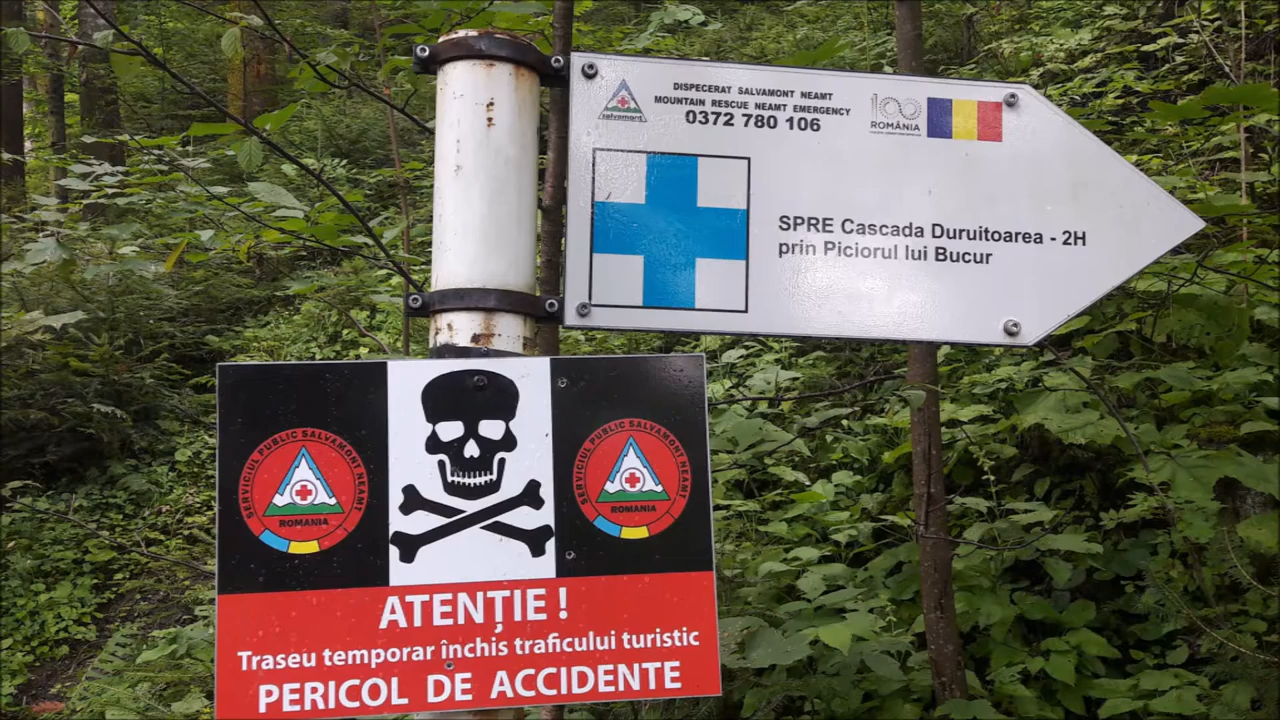 DISPECERAT SALVAMONT NEAMT
MOUNTAIN RESCUE NEAMT EMERGENCY
0372 780 106
salvamont
100
ROMÂNIA
SPRE Cascada Duruitoarea - 2H
prin Piciorul lui Bucur
SERVICIUL PUBLIC SALVAMONT NEAMT
ROMANIA
SERVICIUL PUBLIC SALVAMONT NEAMT
ROMANIA
ATENȚIE !
Traseu temporar închis traficului turistic
PERICOL DE ACCIDENTE